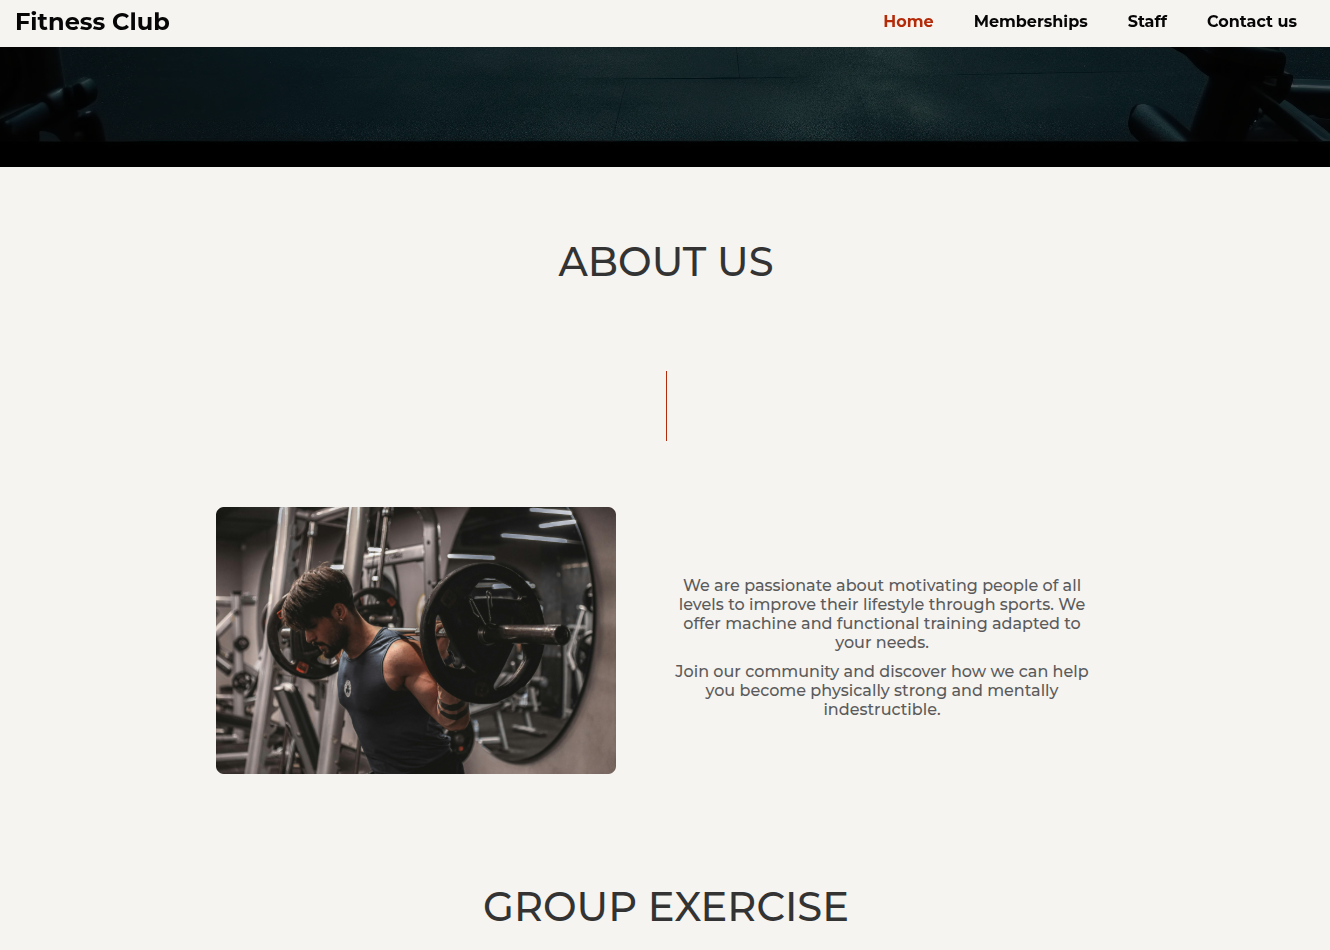 Fitness Club
Home Memberships Staff Contact us
ABOUT US
We are passionate about motivating people of all
levels to improve their lifestyle through sports. We
offer machine and functional training adapted to
your needs.
Join our community and discover how we can help
you become physically strong and mentally
indestructible.
GROUP EXERCISE